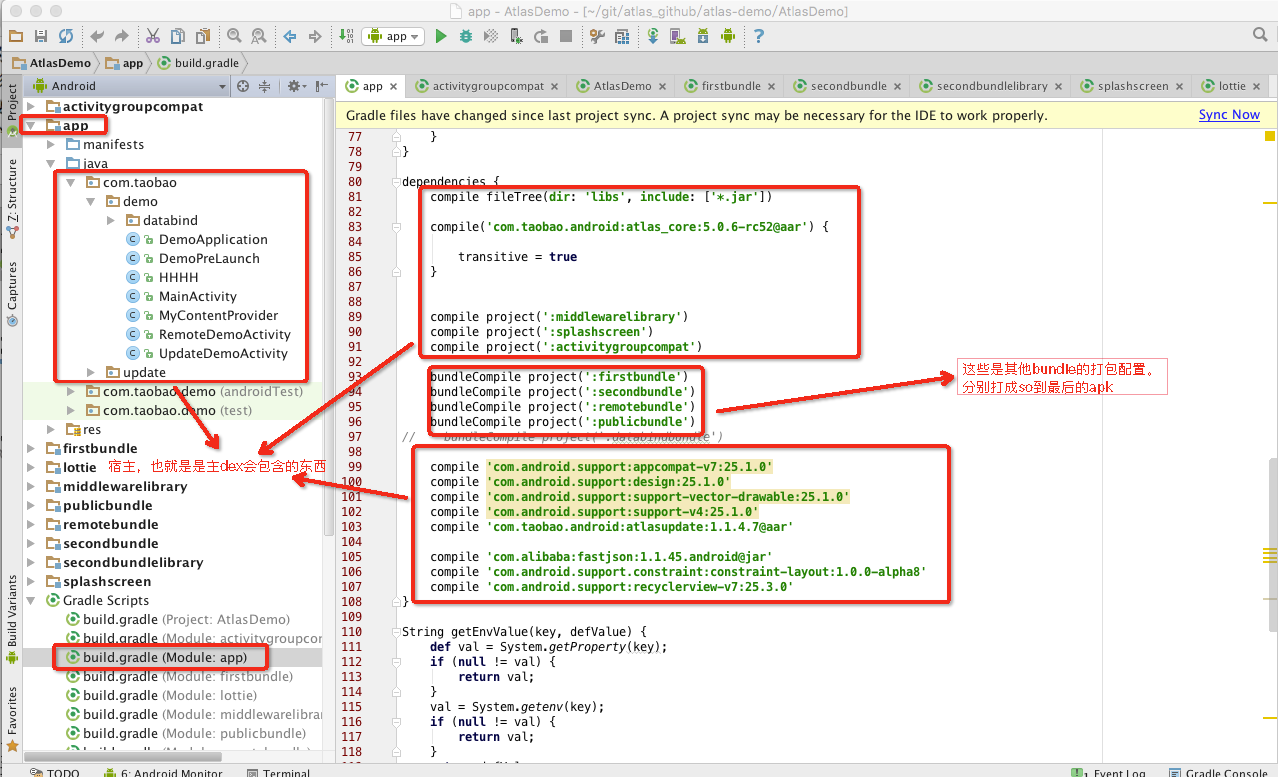 app - AtlasDemo - [~/git/atlas_github/atlas-demo/AtlasDemo]
app
AtlasDemo app build.gradle
Android
app activitygroupcompat AtlasDemo firstbundle secondbundle secondbundlelibrary splashscreen lottie
Project
Z: Structure
Captures
Build Variants
Favorites
activitygroupcompat
app
manifests
java
com.taobao
demo
databind
DemoApplication
DemoPreLaunch
HHHH
MainActivity
MyContentProvider
RemoteDemoActivity
UpdateDemoActivity
update
com.taobao.demo (androidTest)
com.taobao.demo (test)
res
firstbundle
lottie
宿主，也就是是主dex会包含的东西
middlewarelibrary
publicbundle
remotebundle
secondbundle
secondbundlelibrary
splashscreen
Gradle Scripts
build.gradle (Project: AtlasDemo)
build.gradle (Module: activitygroupcor
build.gradle (Module: app)
build.gradle (Module: firstbundle)
build.gradle (Module: lottie)
build.gradle (Module: middlewarelibra
build.gradle (Module: publicbundle)
Gradle files have changed since last project sync. A project sync may be necessary for the IDE to work properly. Sync Now
77 }
78 }
79
80 dependencies {
81 compile fileTree(dir: 'libs', include: ['*.jar'])
82
83 compile('com.taobao.android:atlas_core:5.0.6-rc52@aar') {
84
85 transitive = true
86 }
87
88
89 compile project(':middlewarelibrary')
90 compile project(':splashscreen')
91 compile project(':activitygroupcompat')
92
93 bundleCompile project(':firstbundle')
94 bundleCompile project(':secondbundle')
95 bundleCompile project(':remotebundle')
96 bundleCompile project(':publicbundle')
97 // bundleCompile project(':databindbundle')
98
99 compile 'com.android.support:appcompat-v7:25.1.0'
100 compile 'com.android.support:design:25.1.0'
101 compile 'com.android.support:support-vector-drawable:25.1.0'
102 compile 'com.android.support:support-v4:25.1.0'
103 compile 'com.taobao.android:atlasupdate:1.1.4.7@aar'
104
105 compile 'com.alibaba:fastjson:1.1.45.android@jar'
106 compile 'com.android.support.constraint:constraint-layout:1.0.0-alpha8'
107 compile 'com.android.support:recyclerview-v7:25.3.0'
108 }
109
110 String getEnvValue(key, defValue) {
111 def val = System.getProperty(key);
112 if (null != val) {
113 return val;
114 }
115 val = System.getenv(key);
116 if (null != val) {
117 return val;
118 }
这些是其他bundle的打包配置。
分别打成so到最后的apk
TODO 6: Android Monitor Terminal 1 Event Log Gradle Console